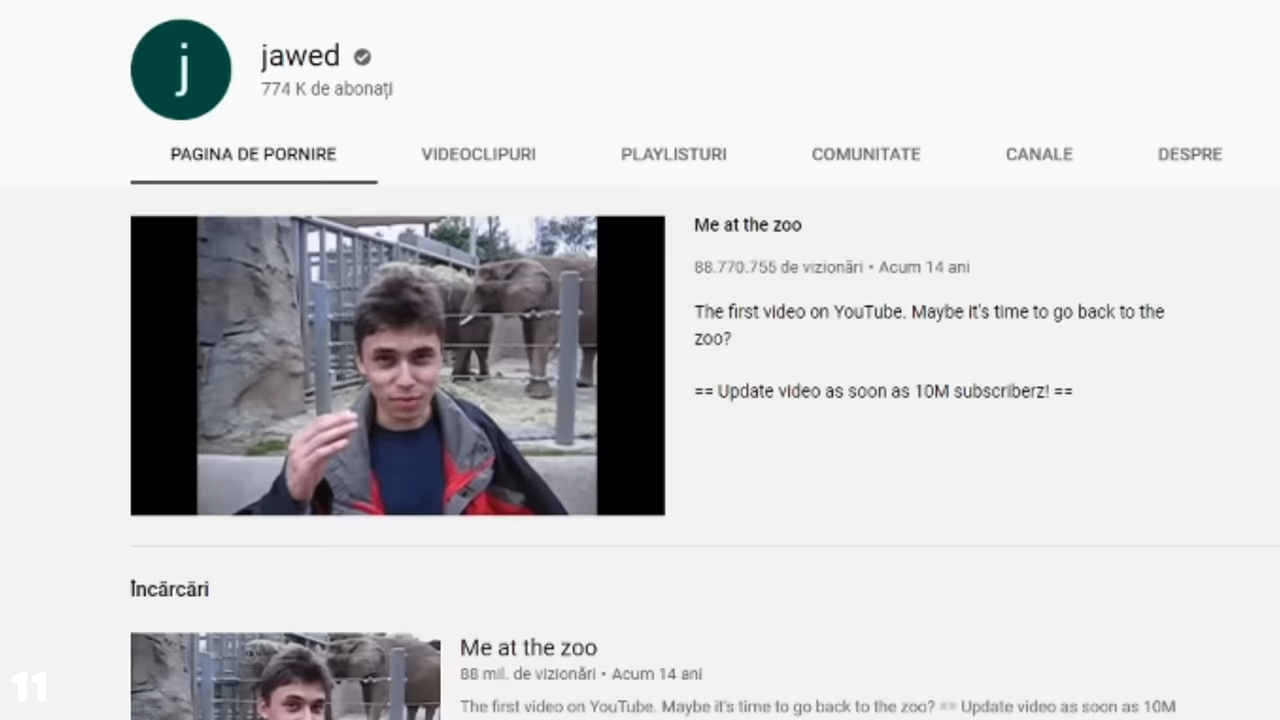 j
jawed
774 K de abonați
PAGINA DE PORNIRE VIDEOCLIPURI PLAYLISTURI COMUNITATE CANALE DESPRE
Me at the zoo
88.770.755 de vizionări • Acum 14 ani
The first video on YouTube. Maybe it's time to go back to the
zoo?
== Update video as soon as 10M subscriberz! ==
Încărcări
Me at the zoo
88 mil. de vizionări • Acum 14 ani
The first video on YouTube. Maybe it's time to go back to the zoo? == Update video as soon as 10M
11